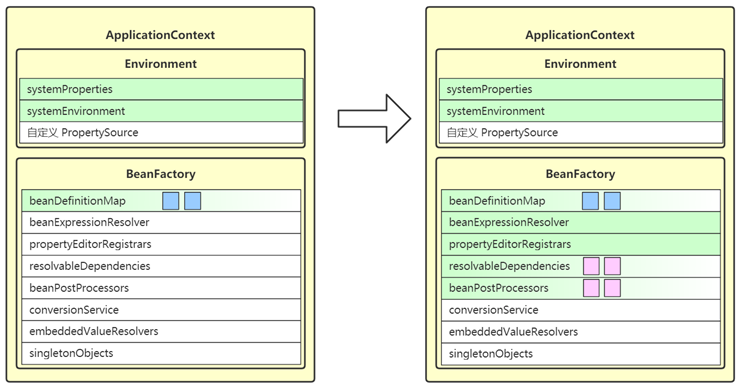 ApplicationContext
Environment
systemProperties
systemEnvironment
自定义 PropertySource
BeanFactory
beanDefinitionMap
beanExpressionResolver
propertyEditorRegistrars
resolvableDependencies
beanPostProcessors
conversionService
embeddedValueResolvers
singletonObjects
ApplicationContext
Environment
systemProperties
systemEnvironment
自定义 PropertySource
BeanFactory
beanDefinitionMap
beanExpressionResolver
propertyEditorRegistrars
resolvableDependencies
beanPostProcessors
conversionService
embeddedValueResolvers
singletonObjects